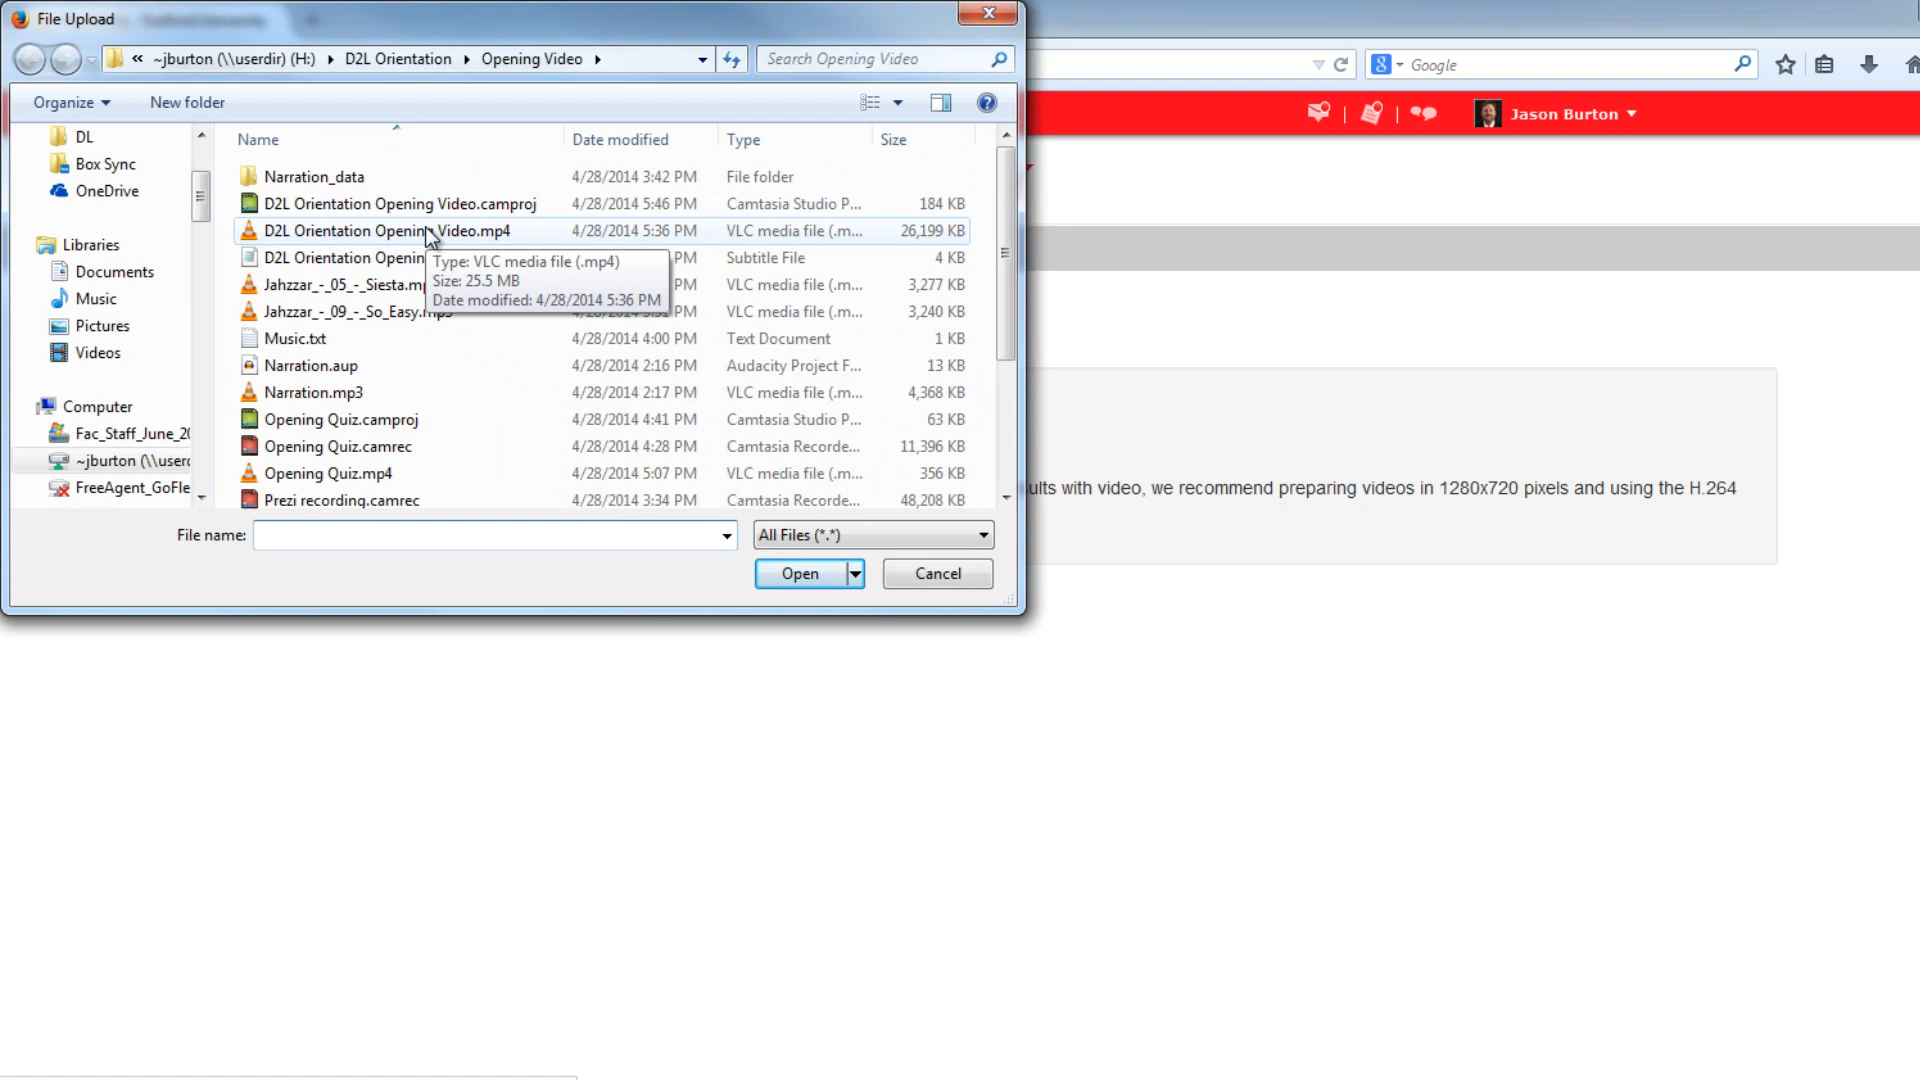 File Upload
« ~jburton (\\userdir) (H:) D2L Orientation Opening Video
Search Opening Video
Google
Organize New folder
Jason Burton
DL
Box Sync
OneDrive
Libraries
Documents
Music
Pictures
Videos
Computer
Fac_Staff_June_20
~jburton (\\userd
FreeAgent_GoFle
Name Date modified Type Size
Narration_data 4/28/2014 3:42 PM File folder
D2L Orientation Opening Video.camproj 4/28/2014 5:46 PM Camtasia Studio P... 184 KB
D2L Orientation Opening Video.mp4 4/28/2014 5:36 PM VLC media file (.m... 26,199 KB
D2L Orientation Openin PM Subtitle File 4 KB
Jahzzar_-_05_-_Siesta.mp PM VLC media file (.m... 3,277 KB
Jahzzar_-_09_-_So_Easy.mp3 PM VLC media file (.m... 3,240 KB
Music.txt 4/28/2014 4:00 PM Text Document 1 KB
Narration.aup 4/28/2014 2:16 PM Audacity Project F... 13 KB
Narration.mp3 4/28/2014 2:17 PM VLC media file (.m... 4,368 KB
Opening Quiz.camproj 4/28/2014 4:41 PM Camtasia Studio P... 63 KB
Opening Quiz.camrec 4/28/2014 4:28 PM Camtasia Recorde... 11,396 KB
Opening Quiz.mp4 4/28/2014 5:07 PM VLC media file (.m... 356 KB
Prezi recording.camrec 4/28/2014 3:34 PM Camtasia Recorde... 48,208 KB
Type: VLC media file (.mp4)
Size: 25.5 MB
Date modified: 4/28/2014 5:36 PM
ults with video, we recommend preparing videos in 1280x720 pixels and using the H.264
File name: All Files (*.*)
Open Cancel